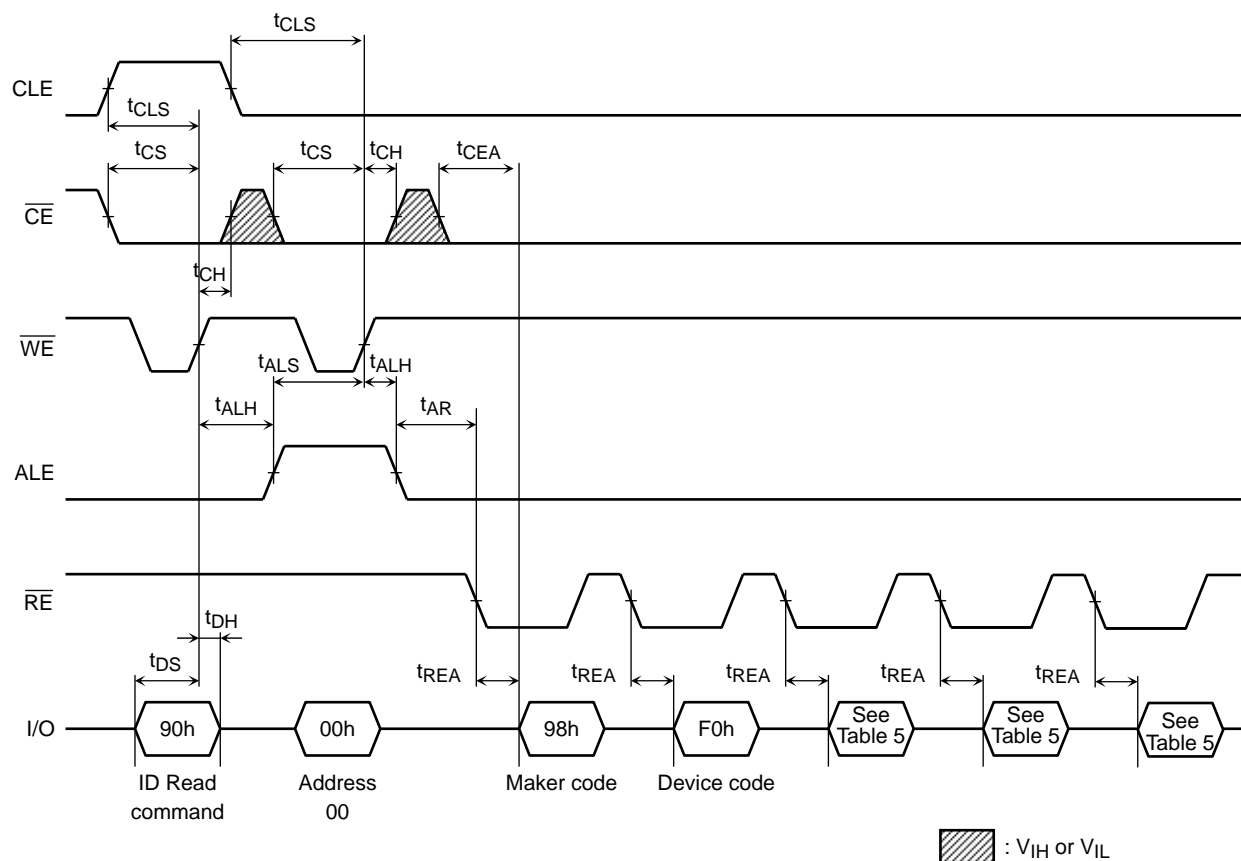 tCLS
CLE
tCLS
tCS tCS tCH tCEA
CE
tCH
WE
tALS tALH
tALH tAR
ALE
RE
tDH
tDS tREA tREA tREA tREA tREA
I/O 90h 00h 98h F0h See Table 5 See Table 5 See Table 5
ID Read command
Address 00
Maker code
Device code
: VIH or VIL